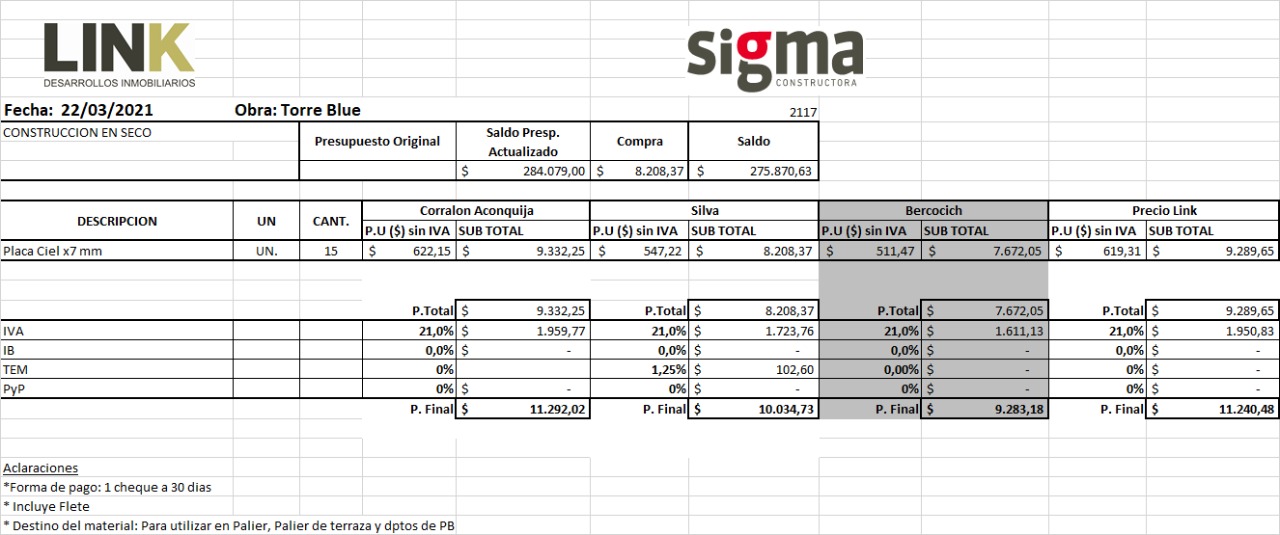 LINK
DESARROLLOS INMOBILIARIOS
sigma
CONSTRUCTORA
Fecha: 22/03/2021 Obra: Torre Blue 2117
CONSTRUCCION EN SECO Presupuesto Original Saldo Presp. Actualizado Compra Saldo
$ 284.079,00 $ 8.208,37 $ 275.870,63
DESCRIPCION UN CANT. Corralon Aconquija Silva Bercocich Precio Link
P.U ($) sin IVA SUB TOTAL P.U ($) sin IVA SUB TOTAL P.U ($) sin IVA SUB TOTAL P.U ($) sin IVA SUB TOTAL
Placa Ciel x7 mm UN. 15 $ 622,15 $ 9.332,25 $ 547,22 $ 8.208,37 $ 511,47 $ 7.672,05 $ 619,31 $ 9.289,65
P.Total $ 9.332,25 P.Total $ 8.208,37 P.Total $ 7.672,05 P.Total $ 9.289,65
IVA 21,0% $ 1.959,77 21,0% $ 1.723,76 21,0% $ 1.611,13 21,0% $ 1.950,83
IB 0,0% $ - 0,0% $ - 0,0% $ - 0,0% $ -
TEM 0% 1,25% $ 102,60 0,00% $ - 0% $ -
PyP 0% $ - 0% $ - 0% $ - 0% $ -
P. Final $ 11.292,02 P. Final $ 10.034,73 P. Final $ 9.283,18 P. Final $ 11.240,48
Aclaraciones
*Forma de pago: 1 cheque a 30 dias
* Incluye Flete
* Destino del material: Para utilizar en Palier, Palier de terraza y dptos de PB